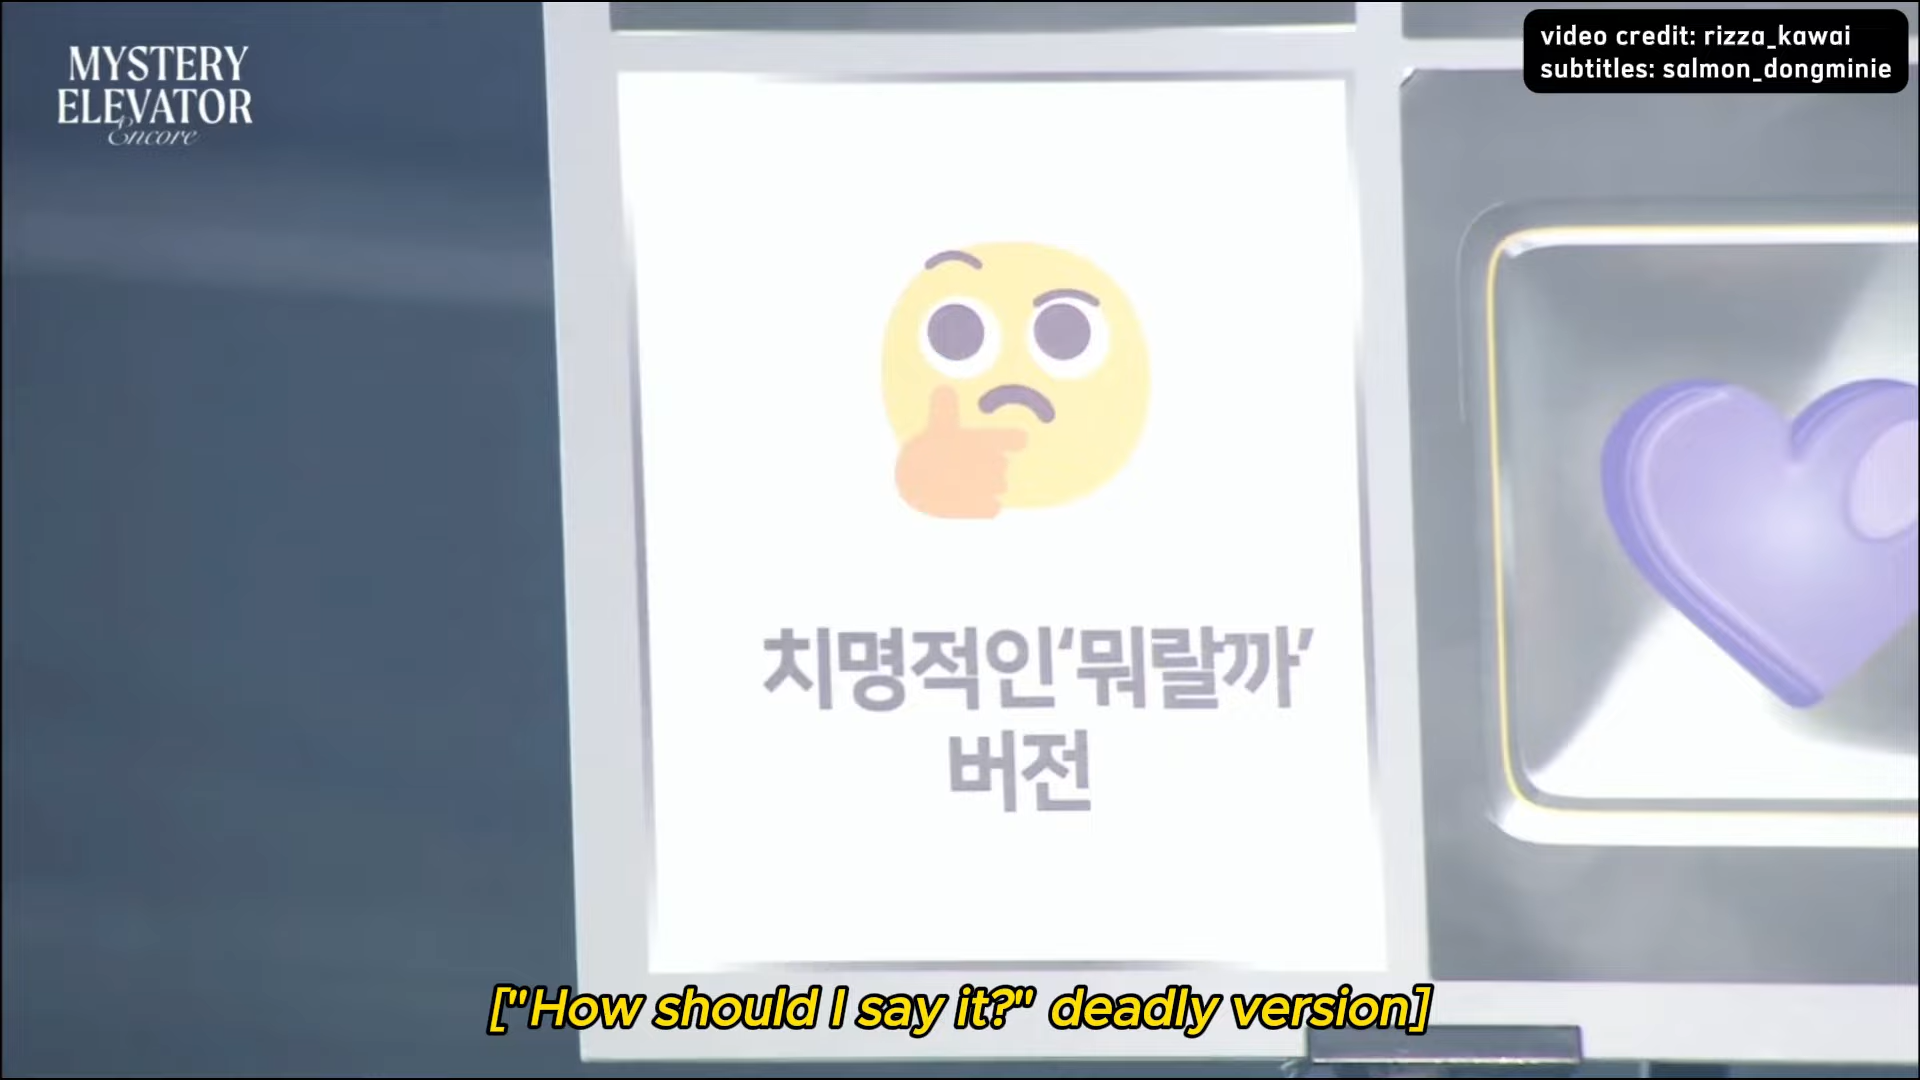 MYSTERY
ELEVATOR
Encore
video credit: rizza_kawai
subtitles: salmon_dongminie
치명적인‘뭐랄까’
버전
["How should I say it?" deadly version]